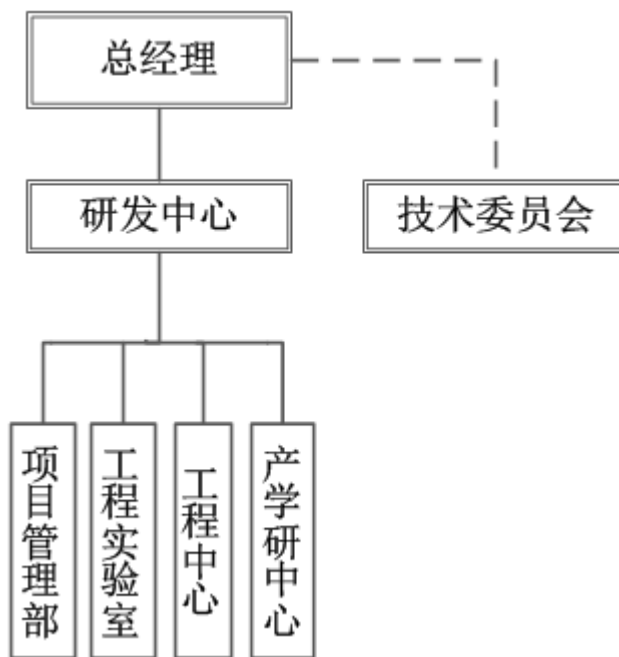 总经理
研发中心
技术委员会
项目管理部
工程实验室
工程中心
产学研中心